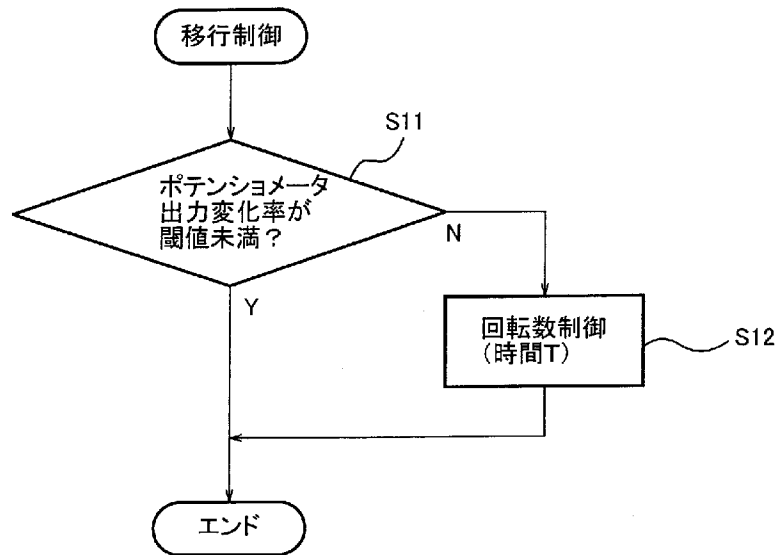 移行制御
S11
ポテンショメータ
出力変化率が
閾値未満？
N
Y
回転数制御
(時間T)
S12
エンド